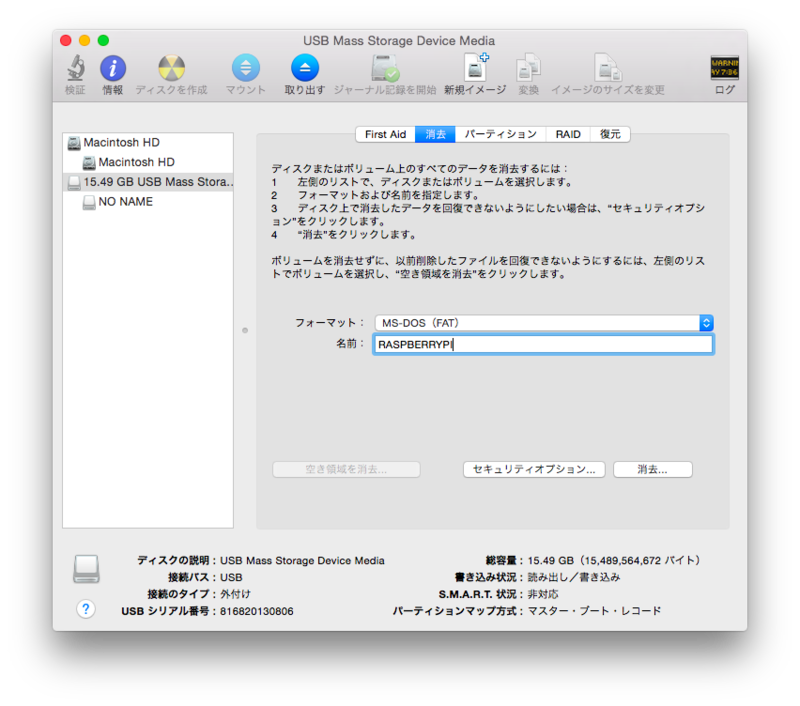 USB Mass Storage Device Media
検証
情報
ディスクを作成
マウント
取り出す
ジャーナル記録を開始
新規イメージ
変換
イメージのサイズを変更
WARNIN
AY 7:36
ログ
Macintosh HD
Macintosh HD
15.49 GB USB Mass Stora...
NO NAME
First Aid 消去 パーティション RAID 復元
ディスクまたはボリューム上のすべてのデータを消去するには：
1 左側のリストで、ディスクまたはボリュームを選択します。
2 フォーマットおよび名前を指定します。
3 ディスク上で消去したデータを回復できないようにしたい場合は、“セキュリティオプシ
ョン”をクリックします。
4 “消去”をクリックします。
ボリュームを消去せずに、以前削除したファイルを回復できないようにするには、左側のリス
トでボリュームを選択し、“空き領域を消去”をクリックします。
フォーマット： MS-DOS（FAT）
名前： RASPBERRYPI
空き領域を消去... セキュリティオプション... 消去...
ディスクの説明：USB Mass Storage Device Media
接続バス：USB
接続のタイプ：外付け
USB シリアル番号：816820130806
総容量：15.49 GB（15,489,564,672 バイト）
書き込み状況：読み出し／書き込み
S.M.A.R.T. 状況：非対応
パーティションマップ方式：マスター・ブート・レコード
?